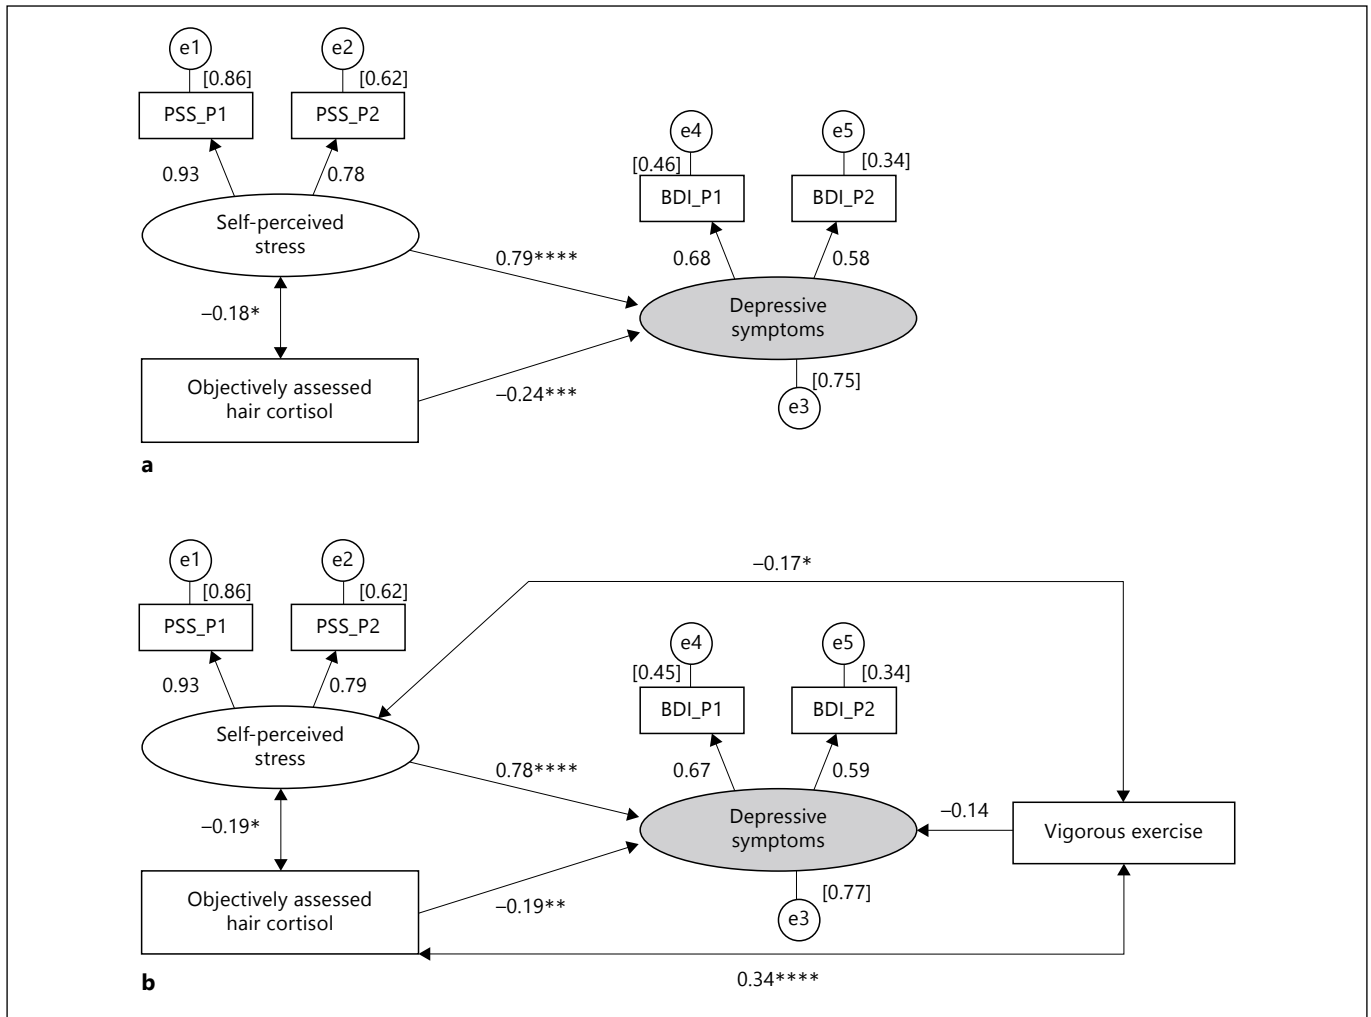 e1
e2
[0.86]
[0.62]
PSS_P1
PSS_P2
e4
e5
[0.46]
[0.34]
0.93
0.78
BDI_P1
BDI_P2
Self-perceived
stress
0.79****
0.68
0.58
–0.18*
Depressive
symptoms
Objectively assessed
hair cortisol
–0.24***
[0.75]
e3
a
e1
e2
–0.17*
[0.86]
[0.62]
PSS_P1
PSS_P2
e4
e5
[0.45]
[0.34]
0.93
0.79
BDI_P1
BDI_P2
Self-perceived
stress
0.78****
0.67
0.59
–0.19*
Depressive
symptoms
–0.14
Vigorous exercise
Objectively assessed
hair cortisol
–0.19**
[0.77]
e3
b
0.34****